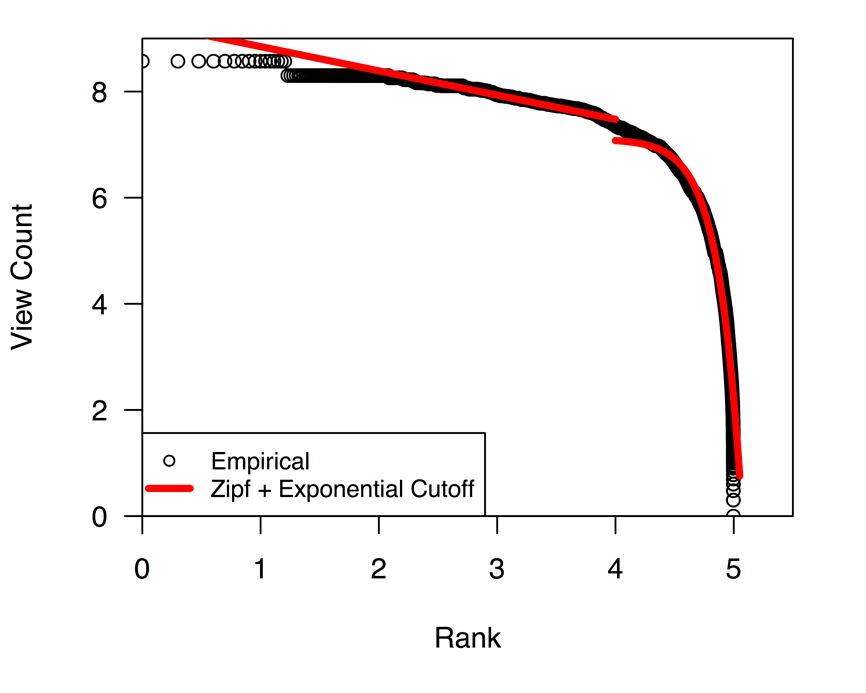 8
6
4
2
0
View Count
Empirical
Zipf + Exponential Cutoff
0 1 2 3 4 5
Rank